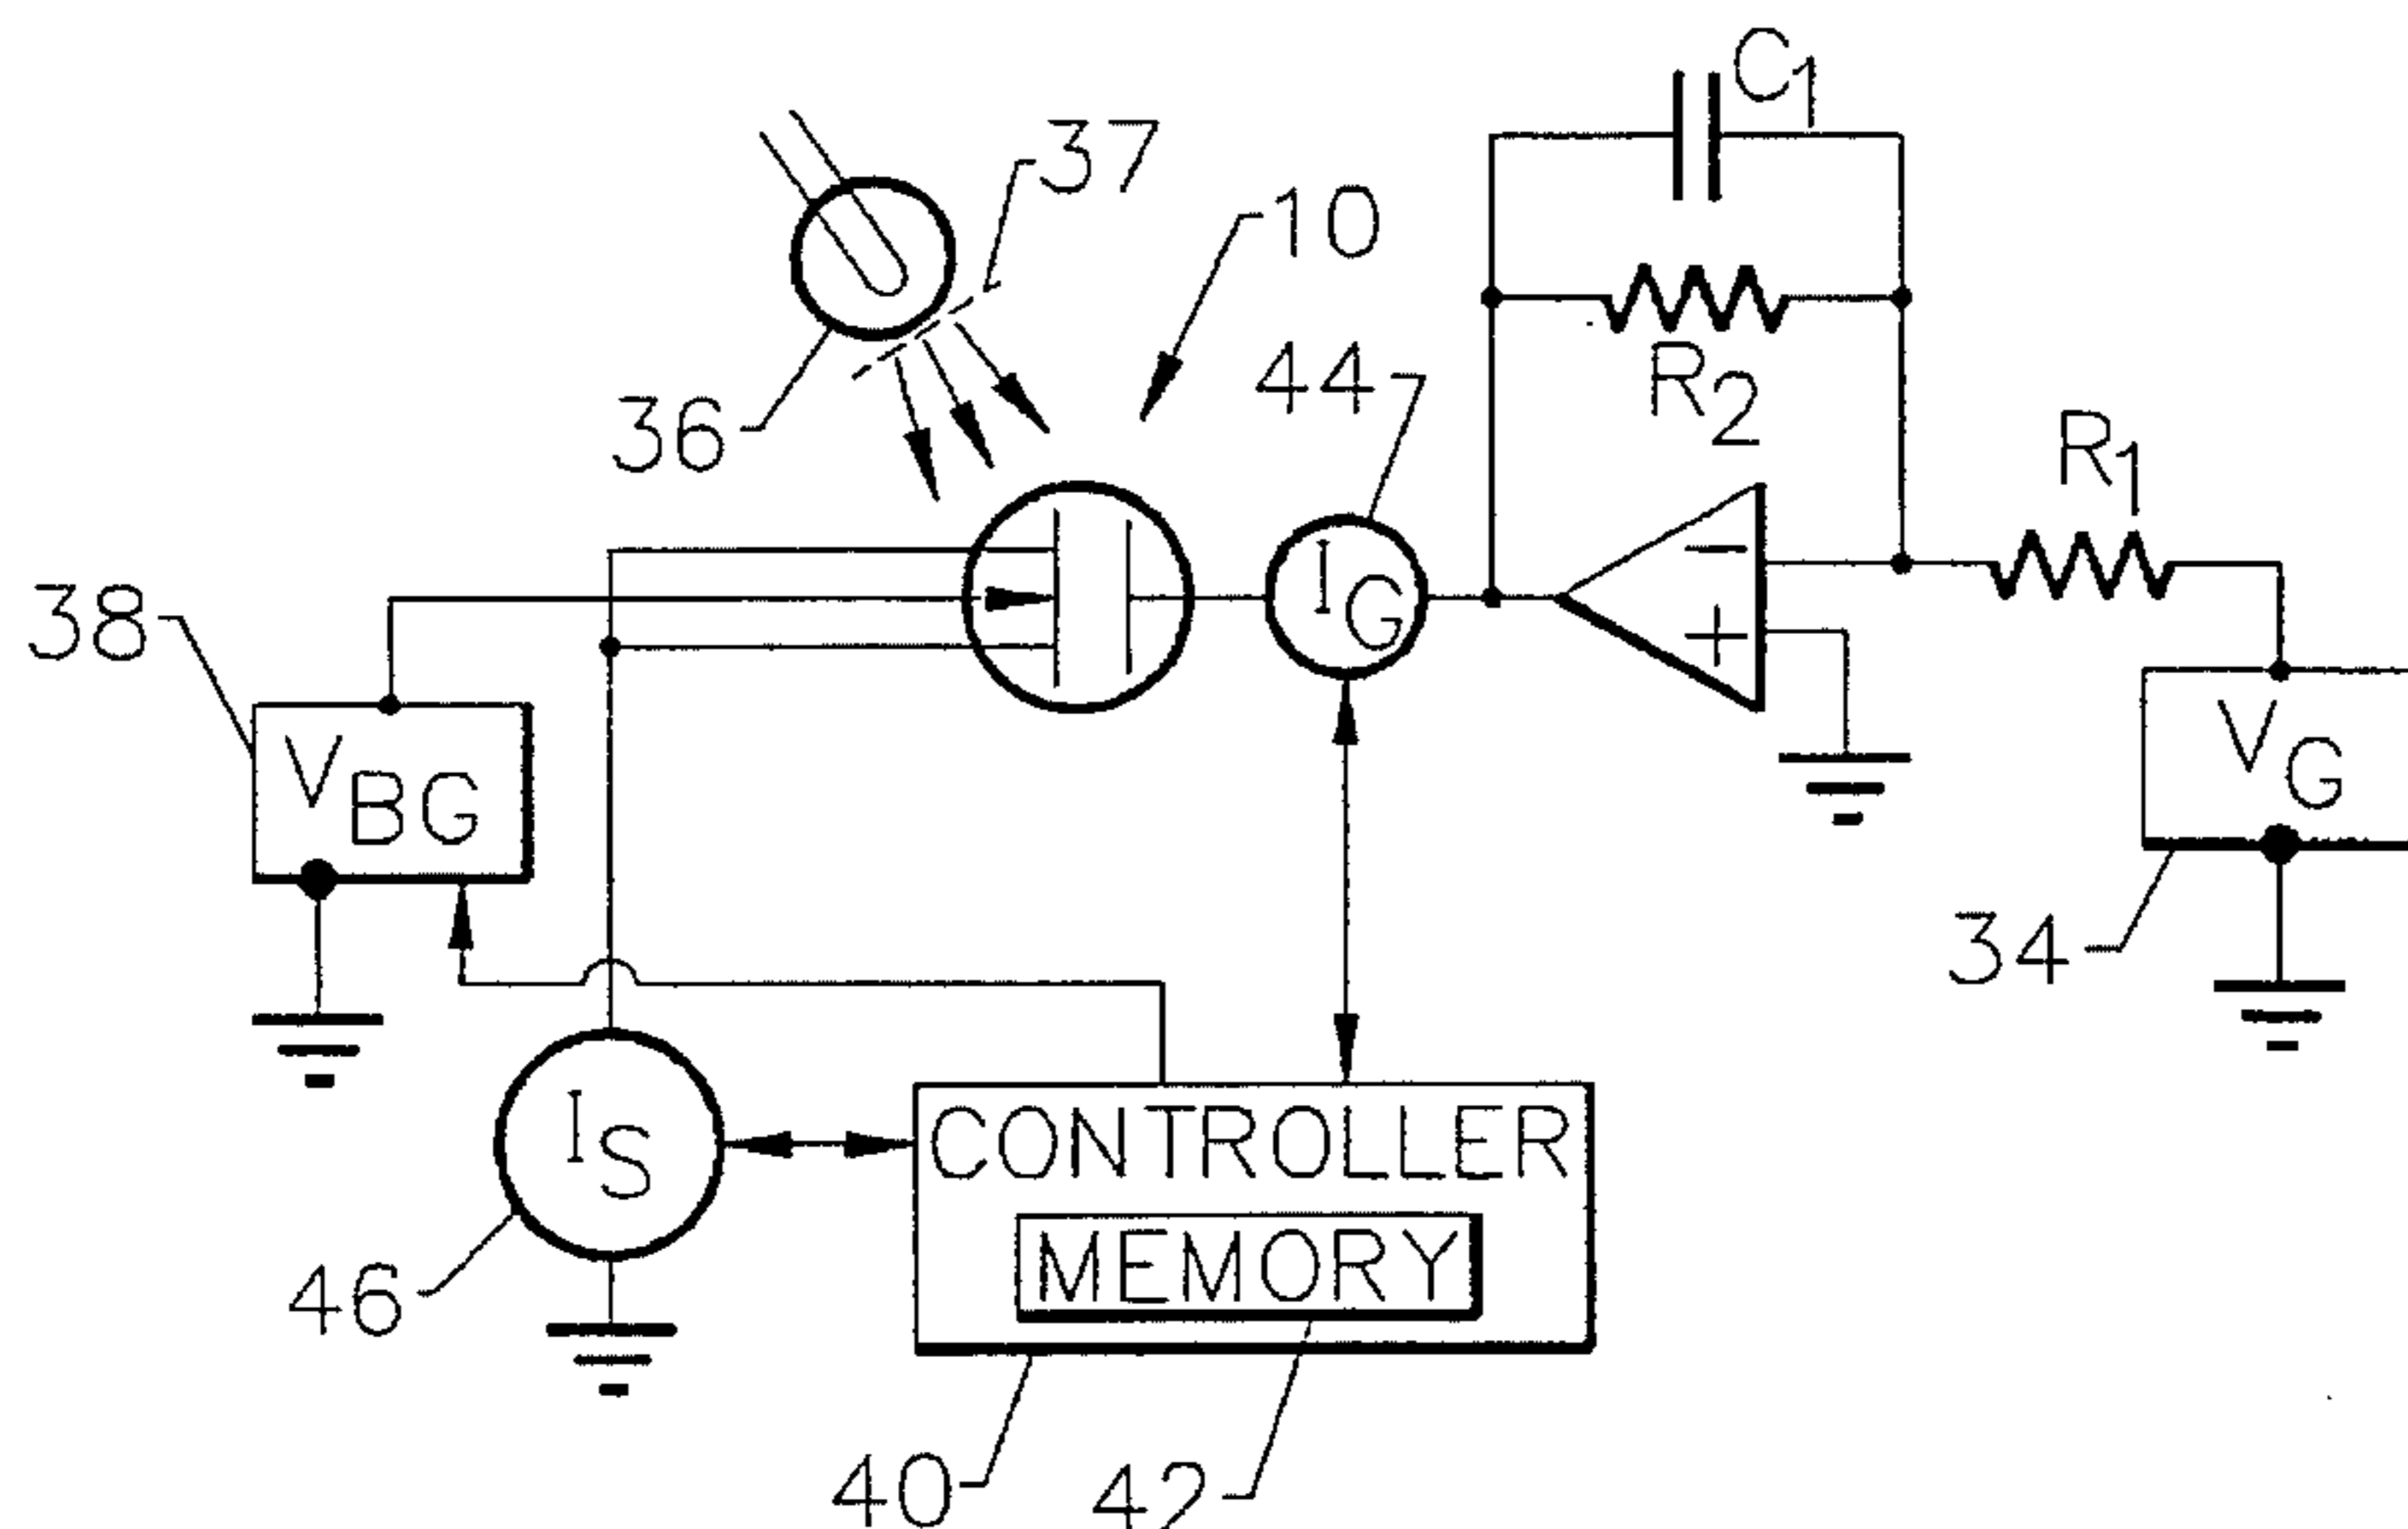 C1
37
10
36
44
R2
R1
IG
−
+
38
VBG
VG
34
IS
CONTROLLER
MEMORY
46
40
42